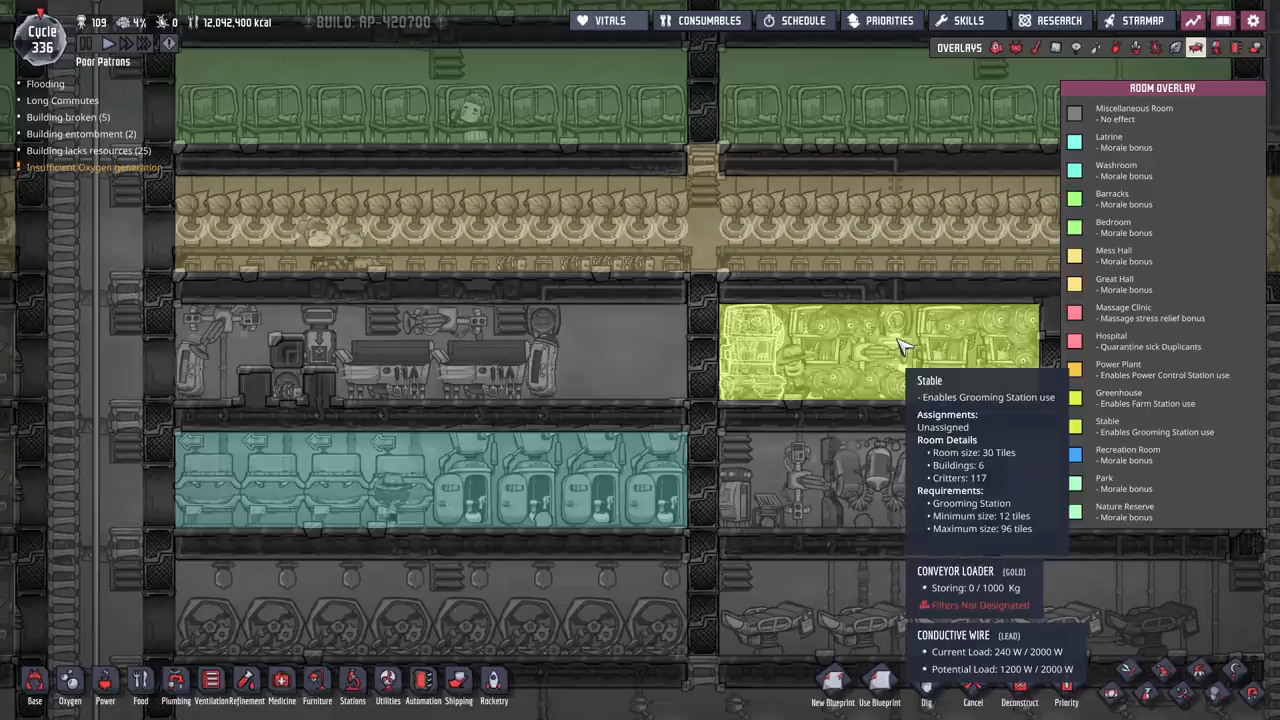 Cycle
336
109
4%
0
12,042,400 kcal
BUILD: AP-420700
Poor Patrons
VITALS
CONSUMABLES
SCHEDULE
PRIORITIES
SKILLS
RESEARCH
STARMAP
OVERLAYS
Flooding
Long Commutes
Building broken (5)
Building entombment (2)
Building lacks resources (25)
Insufficient Oxygen generation
ROOM OVERLAY
Miscellaneous Room
- No effect
Latrine
- Morale bonus
Washroom
- Morale bonus
Barracks
- Morale bonus
Bedroom
- Morale bonus
Mess Hall
- Morale bonus
Great Hall
- Morale bonus
Massage Clinic
- Massage stress relief bonus
Hospital
- Quarantine sick Duplicants
Power Plant
- Enables Power Control Station use
Greenhouse
- Enables Farm Station use
Stable
- Enables Grooming Station use
Recreation Room
- Morale bonus
Park
- Morale bonus
Nature Reserve
- Morale bonus
Stable
- Enables Grooming Station use
Assignments:
Unassigned
Room Details
• Room size: 30 Tiles
• Buildings: 6
• Critters: 117
Requirements:
• Grooming Station
• Minimum size: 12 tiles
• Maximum size: 96 tiles
CONVEYOR LOADER (GOLD)
• Storing: 0 / 1000 Kg
Filters Not Designated
CONDUCTIVE WIRE (LEAD)
• Current Load: 240 W / 2000 W
• Potential Load: 1200 W / 2000 W
Base
Oxygen
Power
Food
Plumbing
Ventilation
Refinement
Medicine
Furniture
Stations
Utilities
Automation
Shipping
Rocketry
New Blueprint
Use Blueprint
Dig
Cancel
Deconstruct
Priority